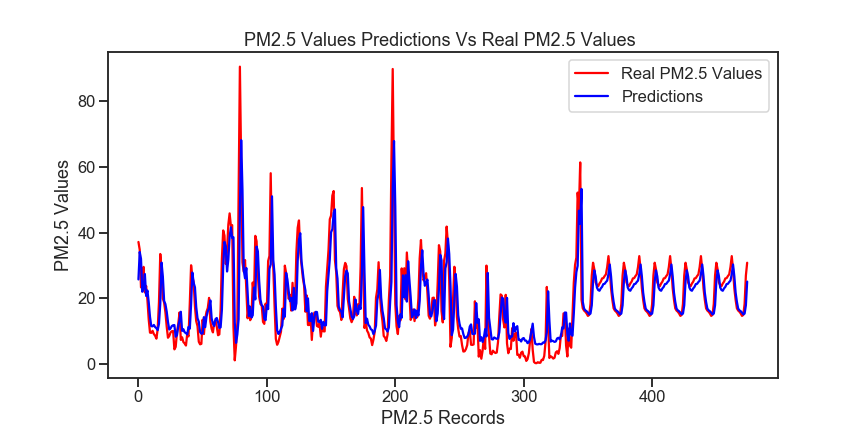 PM2.5 Values Predictions Vs Real PM2.5 Values
Real PM2.5 Values
Predictions
PM2.5 Values
80
60
40
20
0
0 100 200 300 400
PM2.5 Records